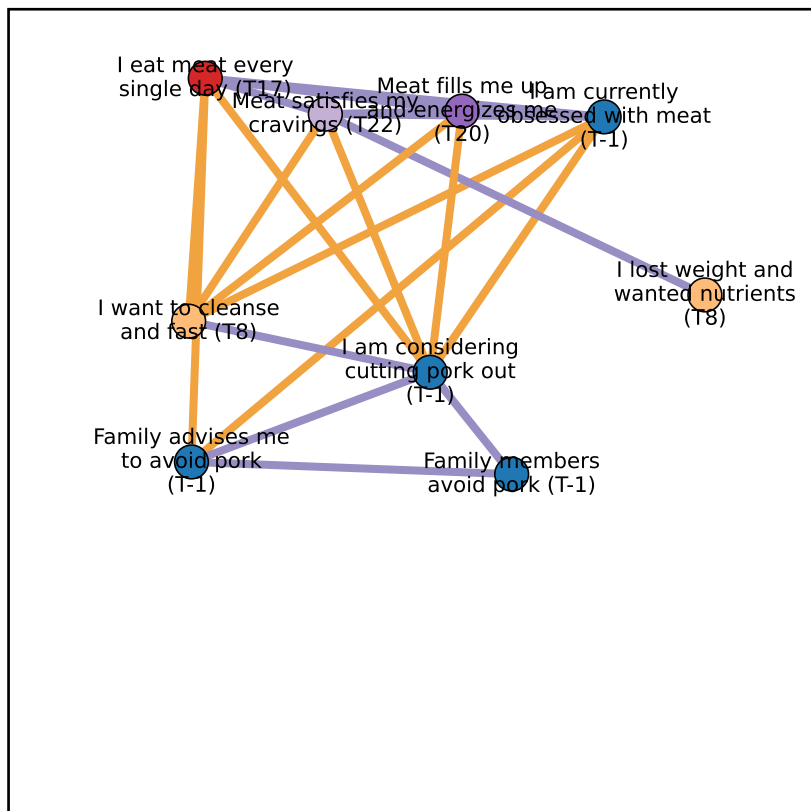 I eat meat every
single day (T17)
Meat satisfies my
cravings (T22)
Meat fills me up
and energizes me
(T20)
I am currently
obsessed with meat
(T-1)
I lost weight and
wanted nutrients
(T8)
I want to cleanse
and fast (T8)
I am considering
cutting pork out
(T-1)
Family advises me
to avoid pork
(T-1)
Family members
avoid pork (T-1)